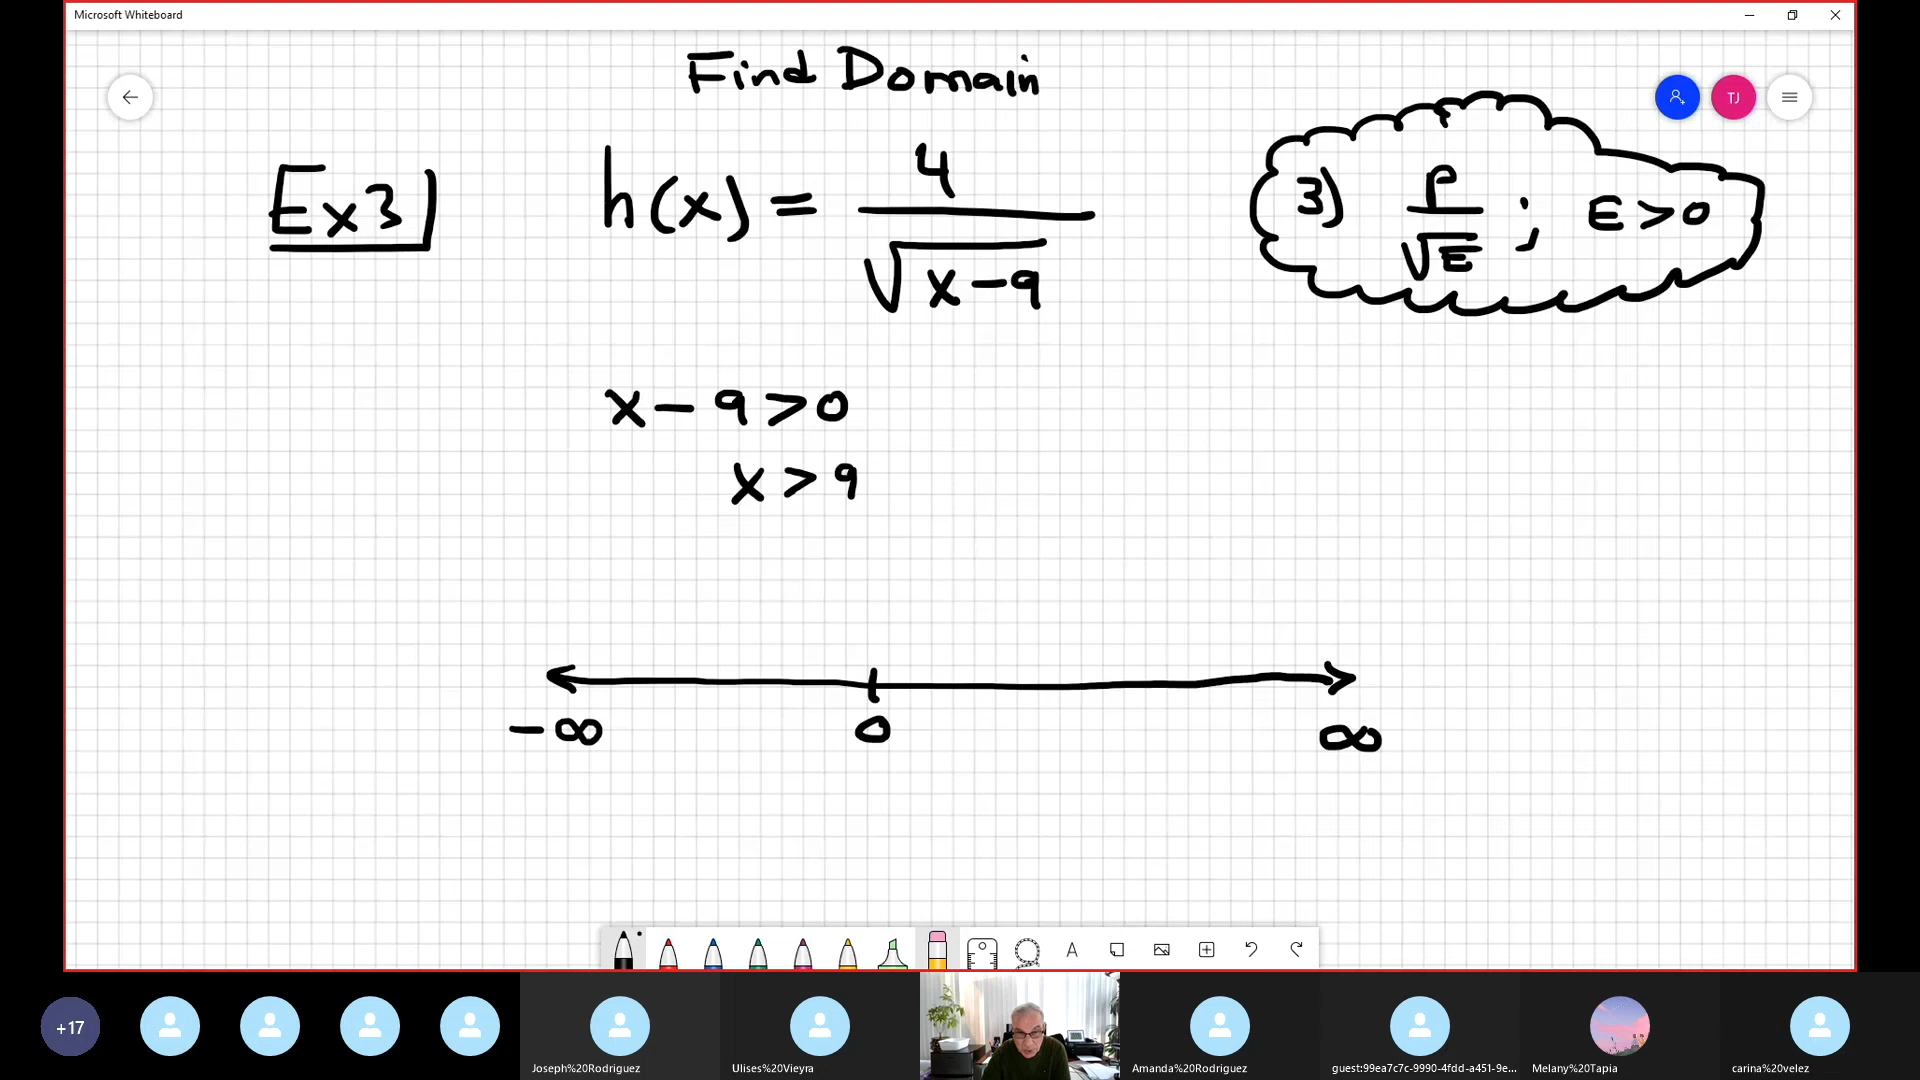 Microsoft Whiteboard
Find Domain
TJ
Ex3
h(x) = 4 / √(x-9)
3) P / √E ; E > 0
x - 9 > 0
x > 9
-∞ 0 ∞
A
+17
Joseph%20Rodriguez
Ulises%20Vieyra
Amanda%20Rodriguez
guest:99ea7c7c-9990-4fdd-a451-9e...
Melany%20Tapia
carina%20velez